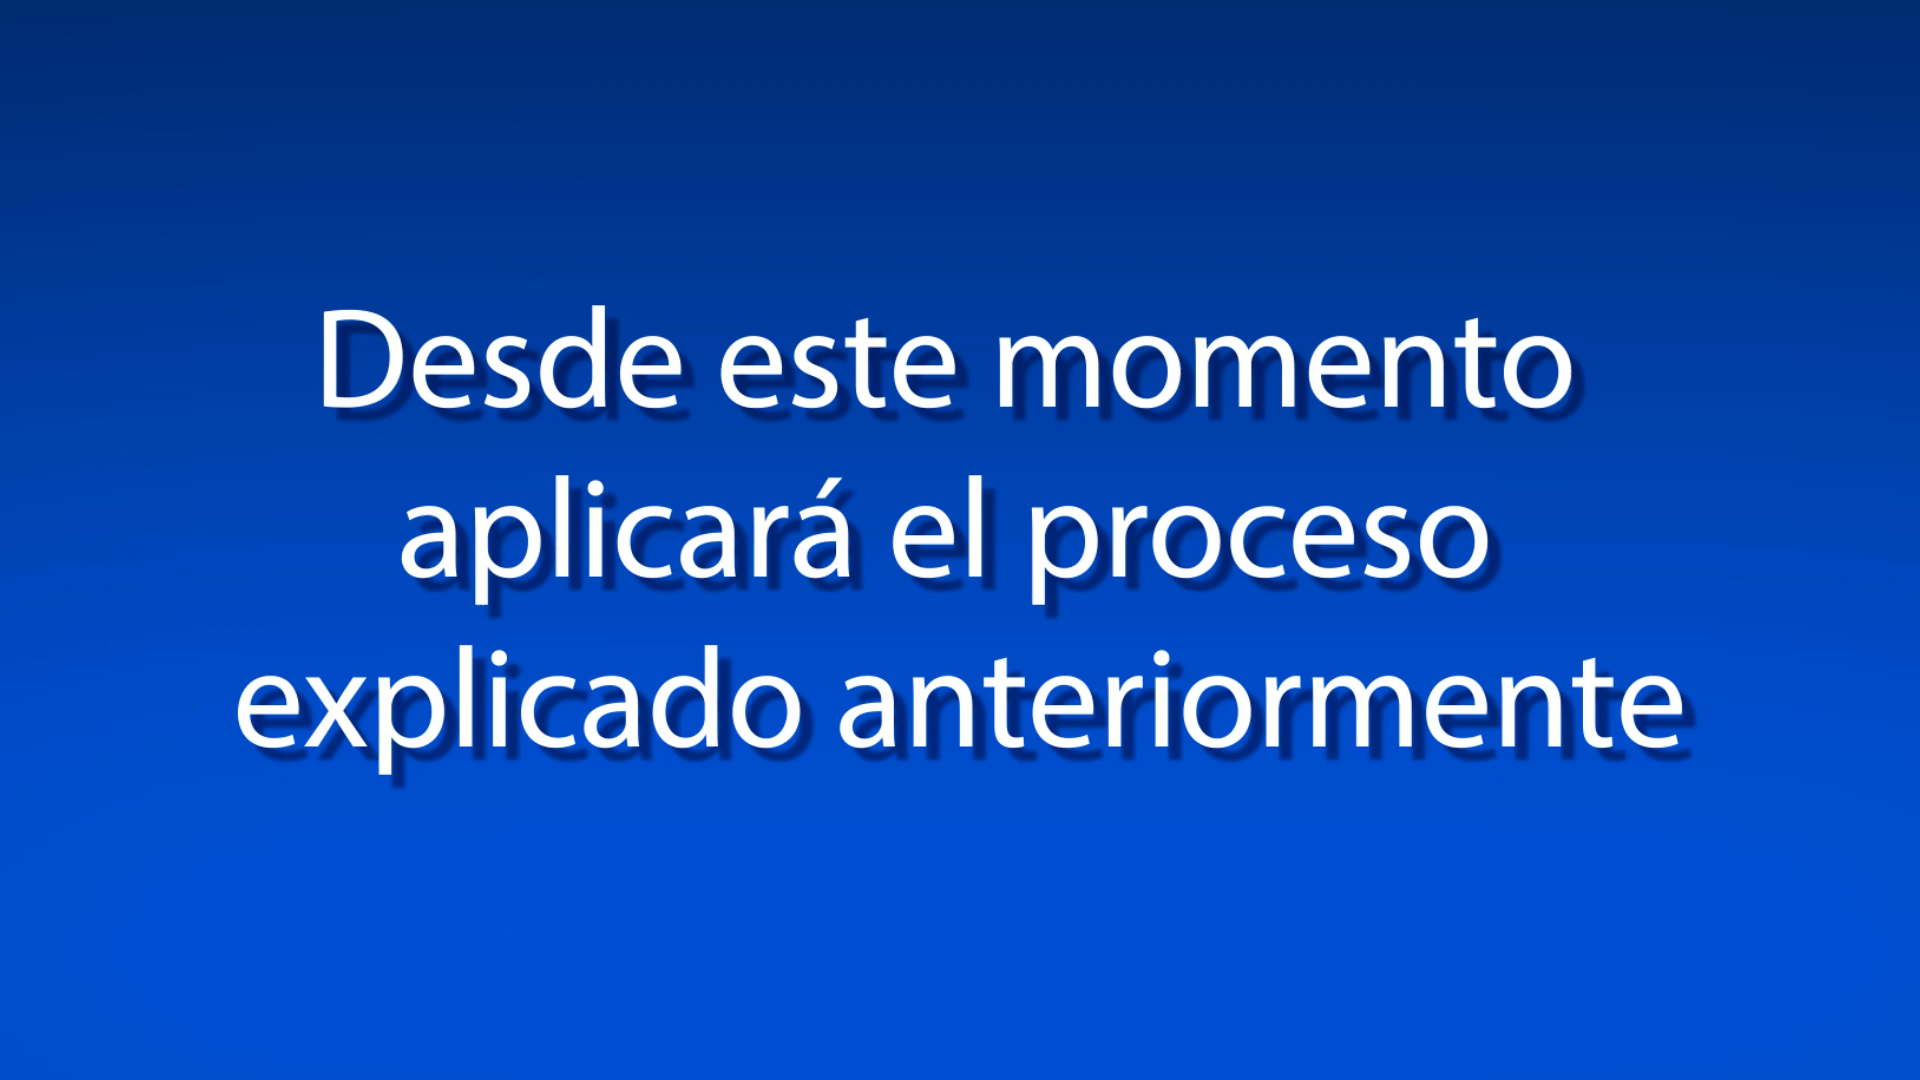 Desde este momento
aplicará el proceso
explicado anteriormente